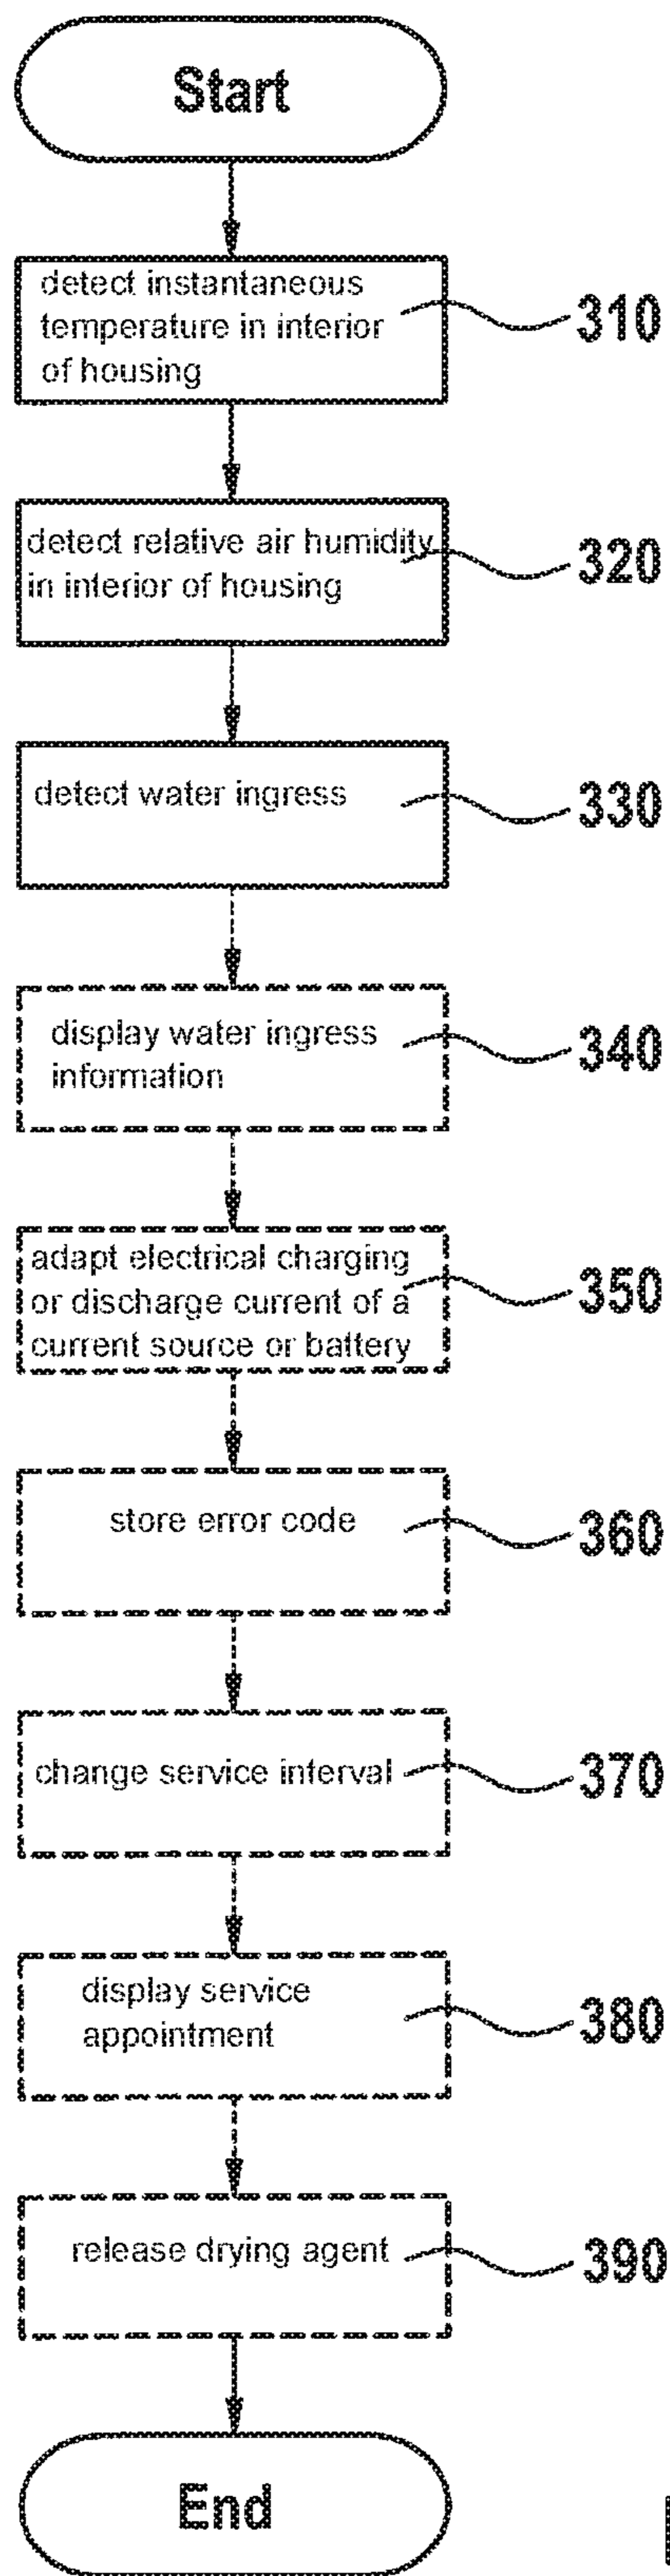 Start
detect instantaneous
temperature in interior
of housing
310
detect relative air humidity
in interior of housing
320
detect water ingress
330
display water ingress
information
340
adapt electrical charging
or discharge current of a
current source or battery
350
store error code
360
change service interval
370
display service
appointment
380
release drying agent
390
End